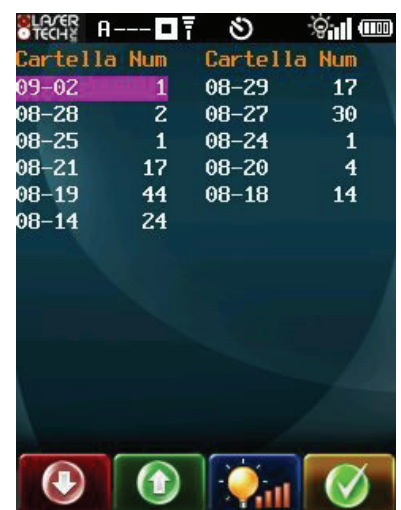 LASER A---
TECH
Cartella Num Cartella Num
09-02 1 08-29 17
08-28 2 08-27 30
08-25 1 08-24 1
08-21 17 08-20 4
08-19 44 08-18 14
08-14 24